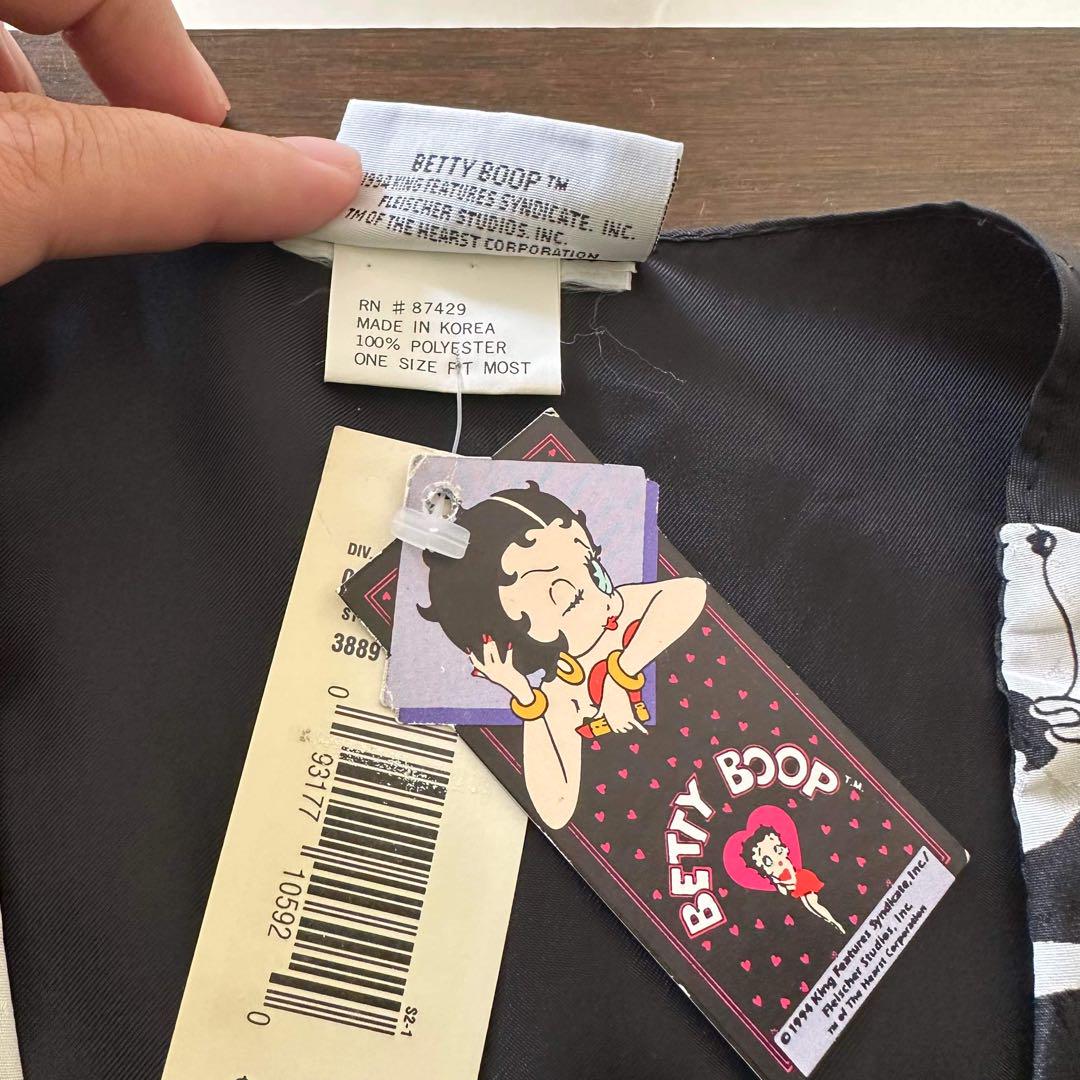 BETTY BOOP ™
1994 KING FEATURES SYNDICATE. INC.
FLEISCHER STUDIOS. INC.
TM OF THE HEARST CORPORATION
RN # 87429
MADE IN KOREA
100% POLYESTER
ONE SIZE FIT MOST
DIV.
3889
0 93177 10592 0
S2-1
BETTY BOOP T.M.
© 1994 King Features Syndicate, Inc./
Fleischer Studios, Inc.
TM of The Hearst Corporation